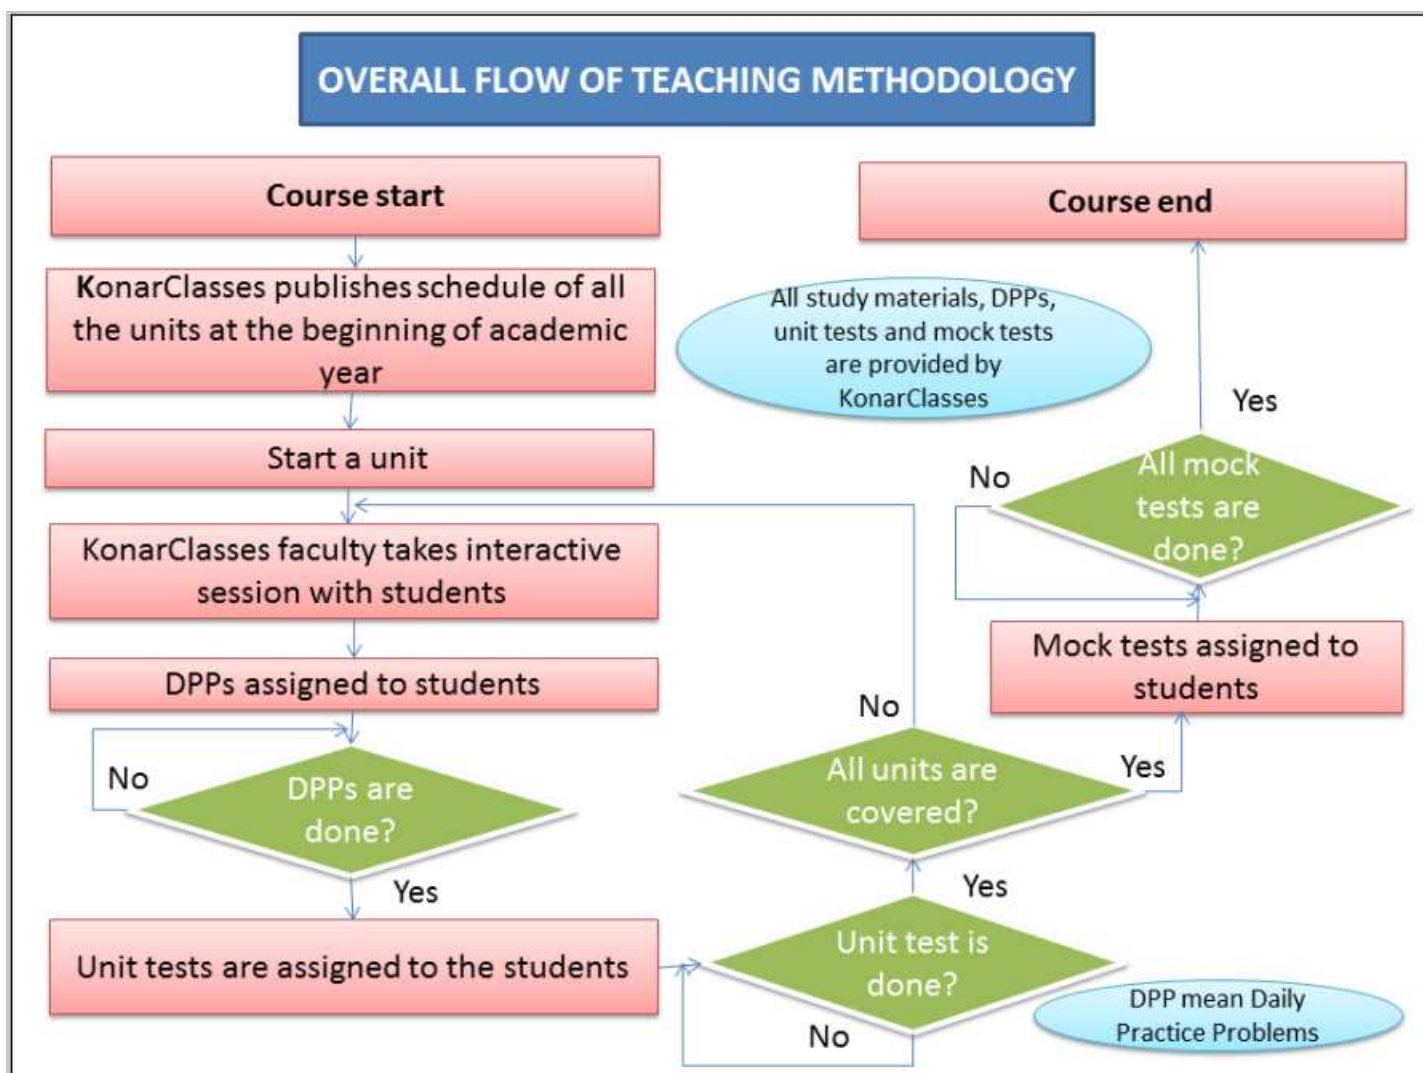 OVERALL FLOW OF TEACHING METHODOLOGY
Course start
KonarClasses publishes schedule of all
the units at the beginning of academic
year
Start a unit
KonarClasses faculty takes interactive
session with students
DPPs assigned to students
No
DPPs are
done?
Yes
Unit tests are assigned to the students
Unit test is
done?
No
Yes
All units are
covered?
No
Yes
Mock tests assigned to
students
All mock
tests are
done?
No
Yes
Course end
All study materials, DPPs,
unit tests and mock tests
are provided by
KonarClasses
DPP mean Daily
Practice Problems